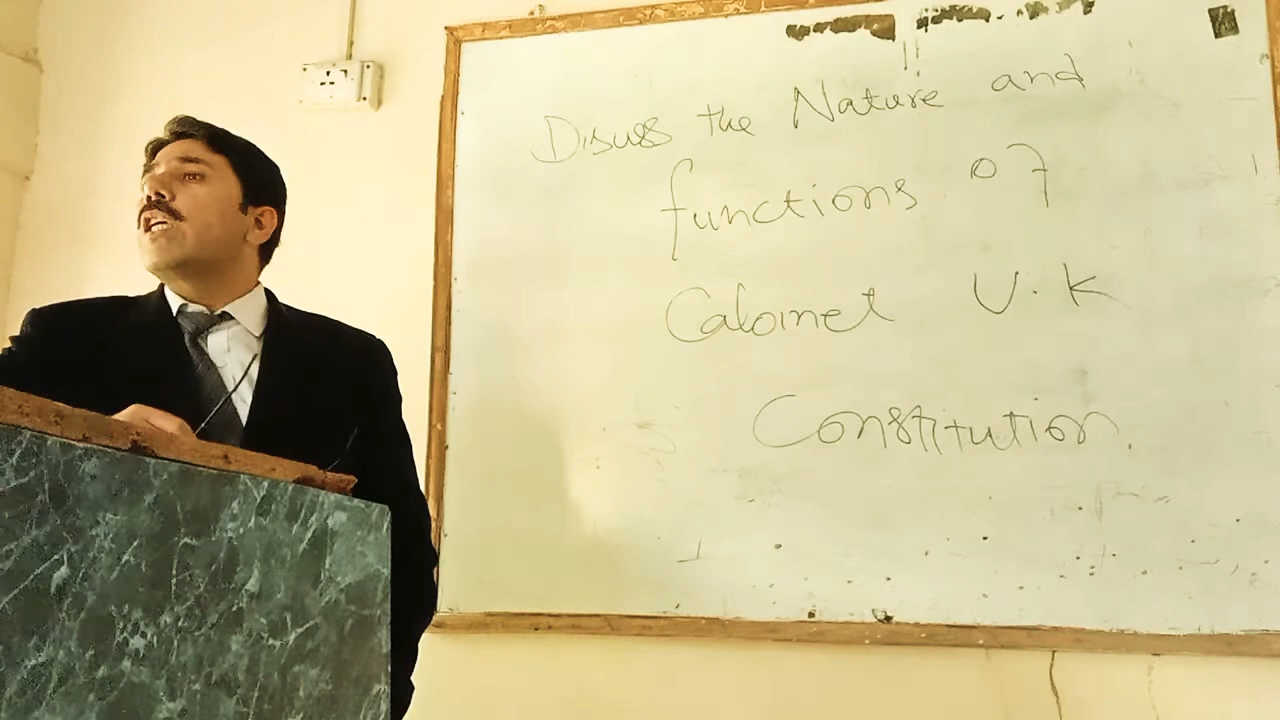 Discuss the Nature and
functions of
Cabinet U.K
Constitution.